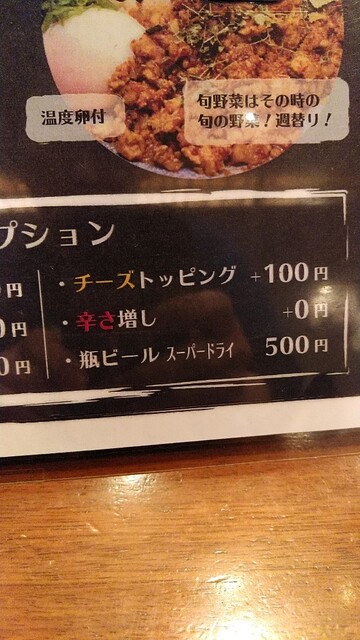 温度卵付
旬野菜はその時の
旬の野菜！週替り！
プション
円
・チーズトッピング +100円
0円
・辛さ増し +0円
0円
・瓶ビール スーパードライ 500円